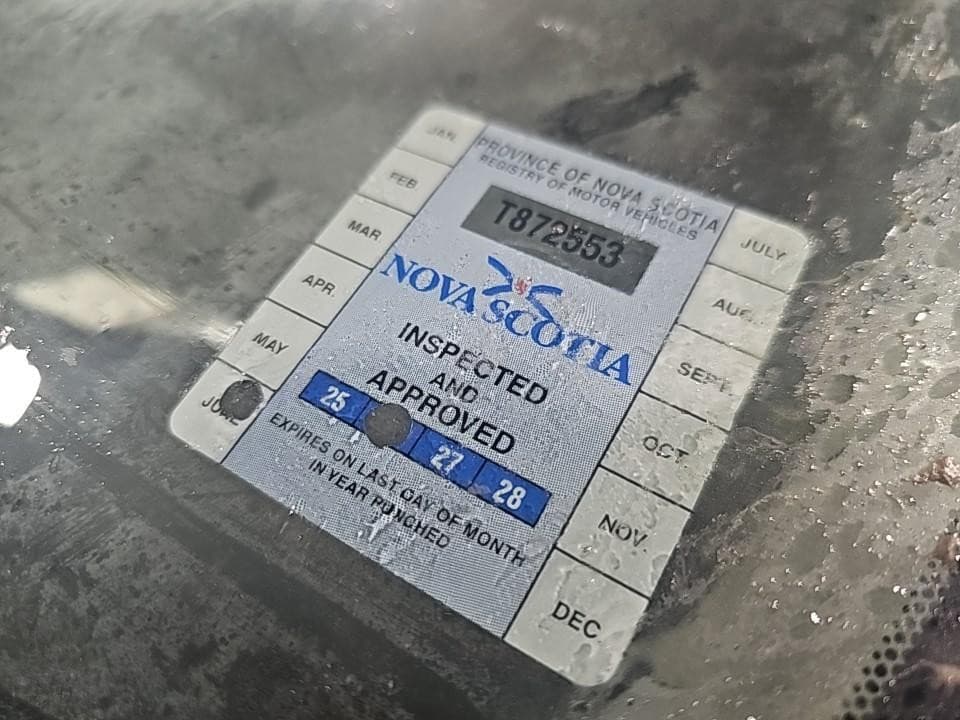 JAN
FEB
MAR
APR.
MAY
JUNE
PROVINCE OF NOVA SCOTIA
REGISTRY OF MOTOR VEHICLES
T872553
NOVA SCOTIA
INSPECTED
AND
APPROVED
25 27 28
EXPIRES ON LAST DAY OF MONTH
IN YEAR PUNCHED
JULY
AUG.
SEPT.
OCT.
NOV.
DEC